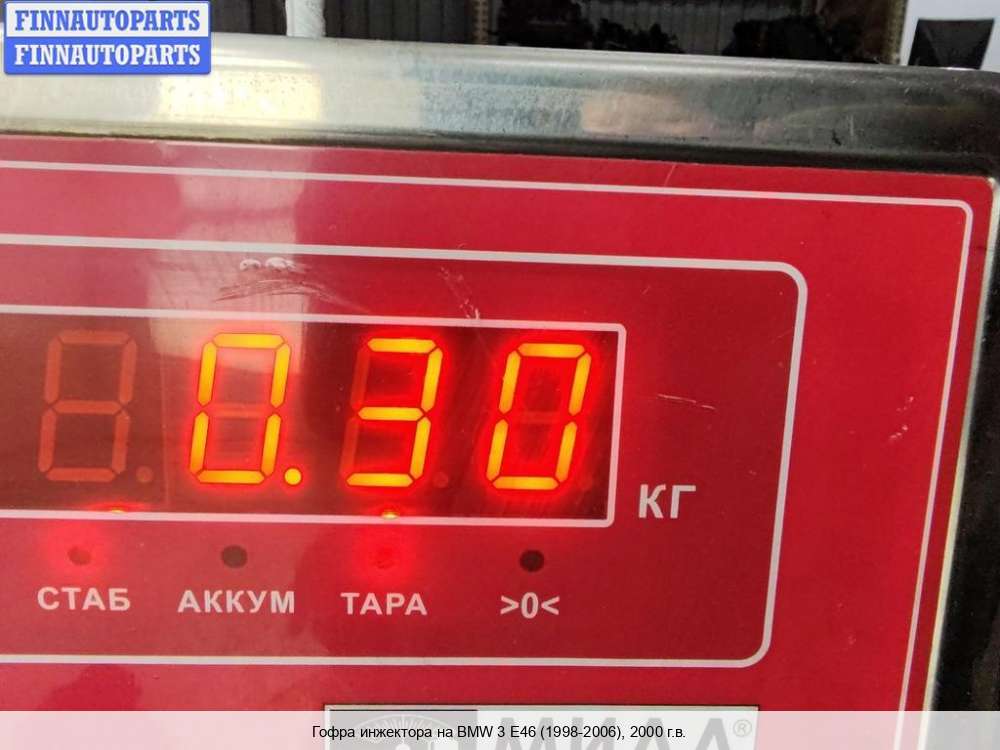 FINNAUTOPARTS
FINNAUTOPARTS
0.30
КГ
СТАБ АККУМ ТАРА >0<
Гофра инжектора на BMW 3 E46 (1998-2006), 2000 г.в.